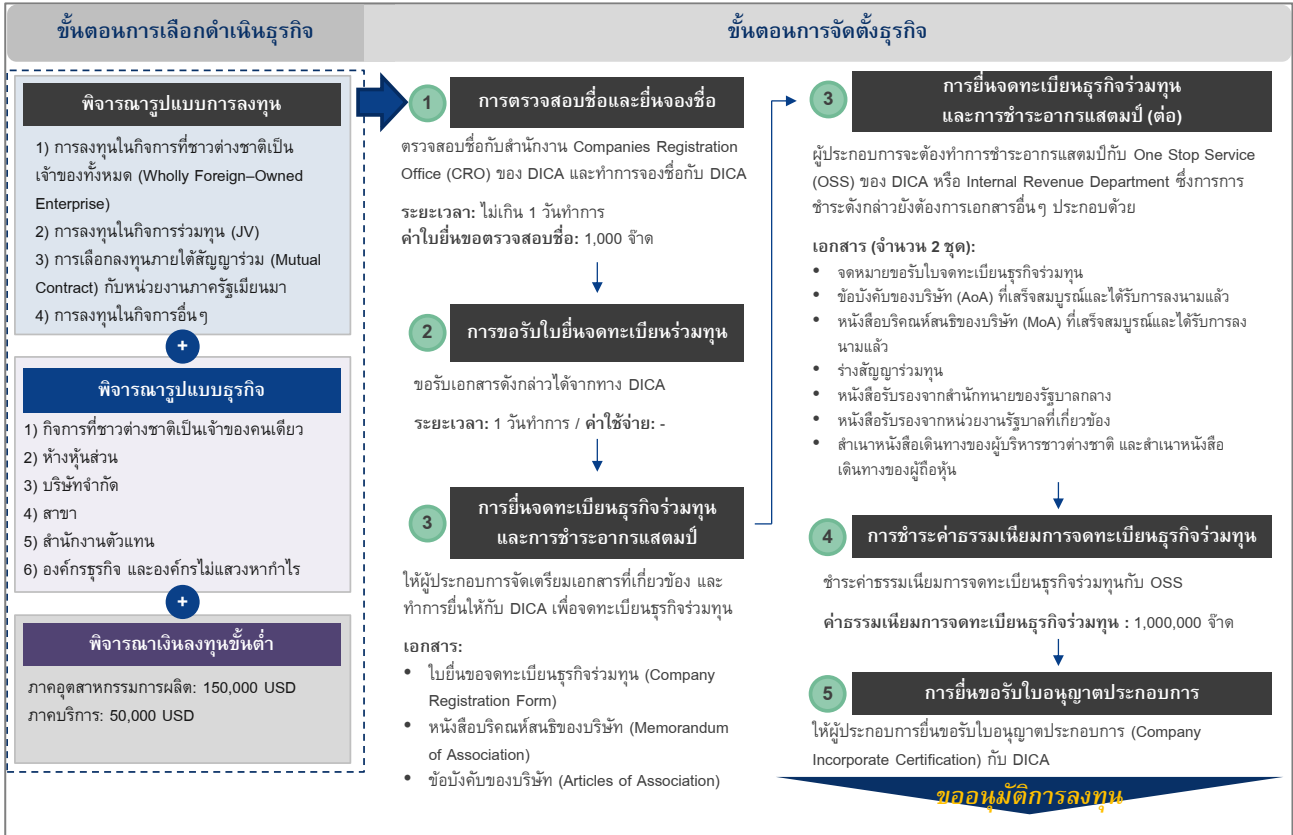 ขั้นตอนการเลือกดำเนินธุรกิจ
พิจารณารูปแบบการลงทุน
1) การลงทุนในกิจการที่ชาวต่างชาติเป็น
เจ้าของทั้งหมด (Wholly Foreign–Owned
Enterprise)
2) การลงทุนในกิจการร่วมทุน (JV)
3) การเลือกลงทุนภายใต้สัญญาร่วม (Mutual
Contract) กับหน่วยงานภาครัฐเมียนมา
4) การลงทุนในกิจการอื่นๆ
+
พิจารณารูปแบบธุรกิจ
1) กิจการที่ชาวต่างชาติเป็นเจ้าของคนเดียว
2) ห้างหุ้นส่วน
3) บริษัทจำกัด
4) สาขา
5) สำนักงานตัวแทน
6) องค์กรธุรกิจ และองค์กรไม่แสวงหากำไร
+
พิจารณาเงินลงทุนขั้นต่ำ
ภาคอุตสาหกรรมการผลิต: 150,000 USD
ภาคบริการ: 50,000 USD
ขั้นตอนการจัดตั้งธุรกิจ
1
การตรวจสอบชื่อและยื่นจองชื่อ
ตรวจสอบชื่อกับสำนักงาน Companies Registration
Office (CRO) ของ DICA และทำการจองชื่อกับ DICA
ระยะเวลา: ไม่เกิน 1 วันทำการ
ค่าใบยื่นขอตรวจสอบชื่อ: 1,000 จ๊าด
2
การขอรับใบยื่นจดทะเบียนร่วมทุน
ขอรับเอกสารดังกล่าวได้จากทาง DICA
ระยะเวลา: 1 วันทำการ / ค่าใช้จ่าย: -
3
การยื่นจดทะเบียนธุรกิจร่วมทุน
และการชำระอากรแสตมป์
ให้ผู้ประกอบการจัดเตรียมเอกสารที่เกี่ยวข้อง และ
ทำการยื่นให้กับ DICA เพื่อจดทะเบียนธุรกิจร่วมทุน
เอกสาร:
• ใบยื่นขอจดทะเบียนธุรกิจร่วมทุน (Company
Registration Form)
• หนังสือบริคณห์สนธิของบริษัท (Memorandum
of Association)
• ข้อบังคับของบริษัท (Articles of Association)
3
การยื่นจดทะเบียนธุรกิจร่วมทุน
และการชำระอากรแสตมป์ (ต่อ)
ผู้ประกอบการจะต้องทำการชำระอากรแสตมป์กับ One Stop Service
(OSS) ของ DICA หรือ Internal Revenue Department ซึ่งการการ
ชำระดังกล่าวยังต้องการเอกสารอื่นๆ ประกอบด้วย
เอกสาร (จำนวน 2 ชุด):
• จดหมายขอรับใบจดทะเบียนธุรกิจร่วมทุน
• ข้อบังคับของบริษัท (AoA) ที่เสร็จสมบูรณ์และได้รับการลงนามแล้ว
• หนังสือบริคณห์สนธิของบริษัท (MoA) ที่เสร็จสมบูรณ์และได้รับการลง
นามแล้ว
• ร่างสัญญาร่วมทุน
• หนังสือรับรองจากสำนักทนายของรัฐบาลกลาง
• หนังสือรับรองจากหน่วยงานรัฐบาลที่เกี่ยวข้อง
• สำเนาหนังสือเดินทางของผู้บริหารชาวต่างชาติ และสำเนาหนังสือ
เดินทางของผู้ถือหุ้น
4
การชำระค่าธรรมเนียมการจดทะเบียนธุรกิจร่วมทุน
ชำระค่าธรรมเนียมการจดทะเบียนธุรกิจร่วมทุนกับ OSS
ค่าธรรมเนียมการจดทะเบียนธุรกิจร่วมทุน : 1,000,000 จ๊าด
5
การยื่นขอรับใบอนุญาตประกอบการ
ให้ผู้ประกอบการยื่นขอรับใบอนุญาตประกอบการ (Company
Incorporate Certification) กับ DICA
ขออนุมัติการลงทุน